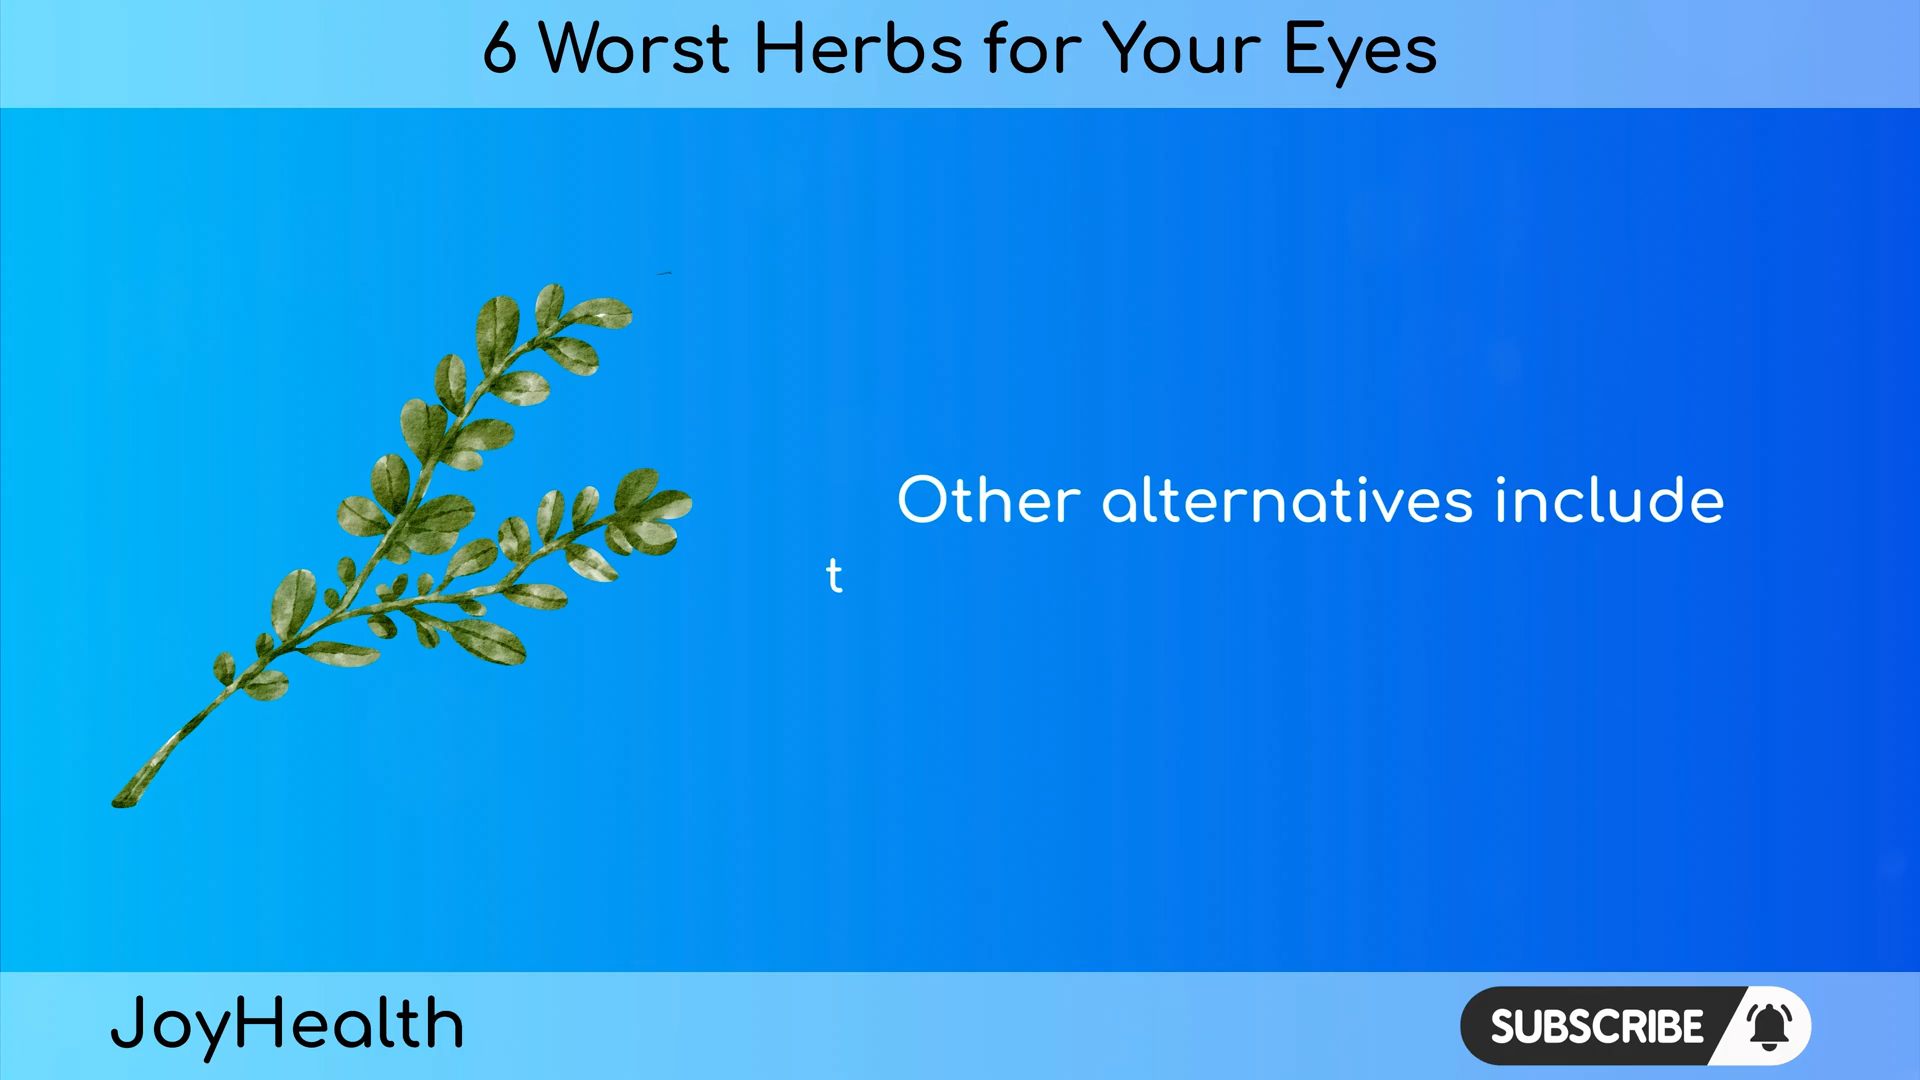 6 Worst Herbs for Your Eyes
Other alternatives include
t
JoyHealth
SUBSCRIBE